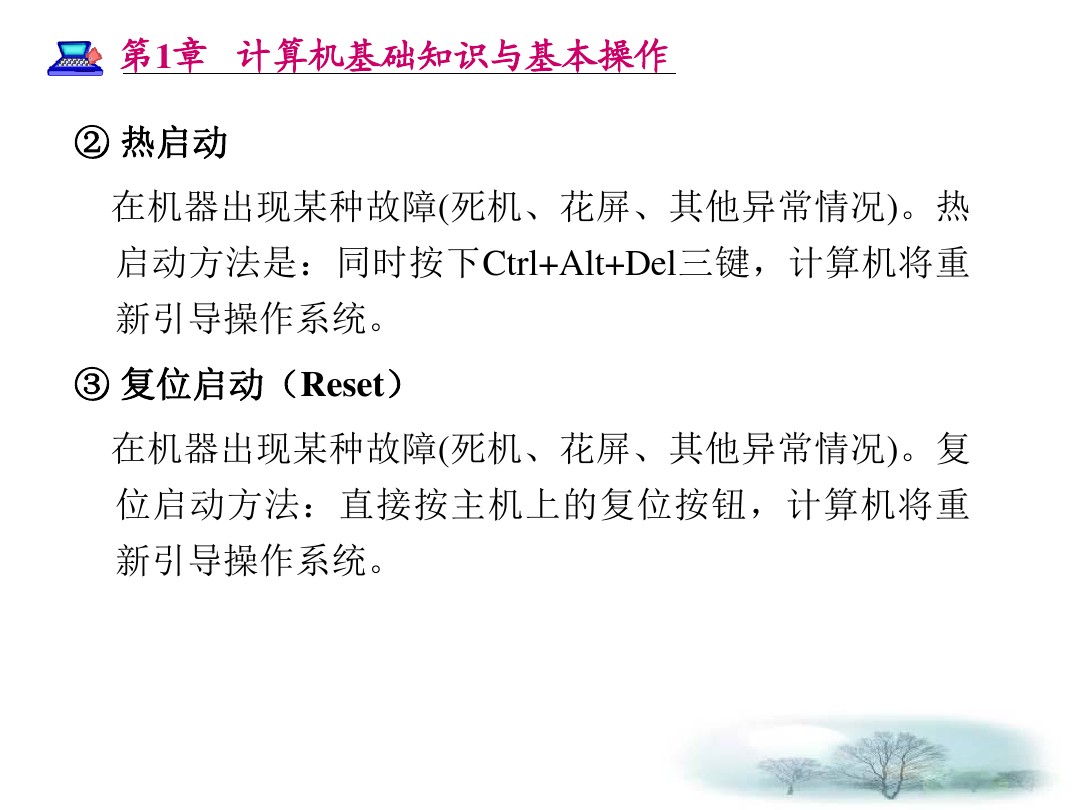 第1章 计算机基础知识与基本操作
② 热启动
在机器出现某种故障(死机、花屏、其他异常情况)。热
启动方法是：同时按下Ctrl+Alt+Del三键，计算机将重
新引导操作系统。
③ 复位启动（Reset）
在机器出现某种故障(死机、花屏、其他异常情况)。复
位启动方法：直接按主机上的复位按钮，计算机将重
新引导操作系统。